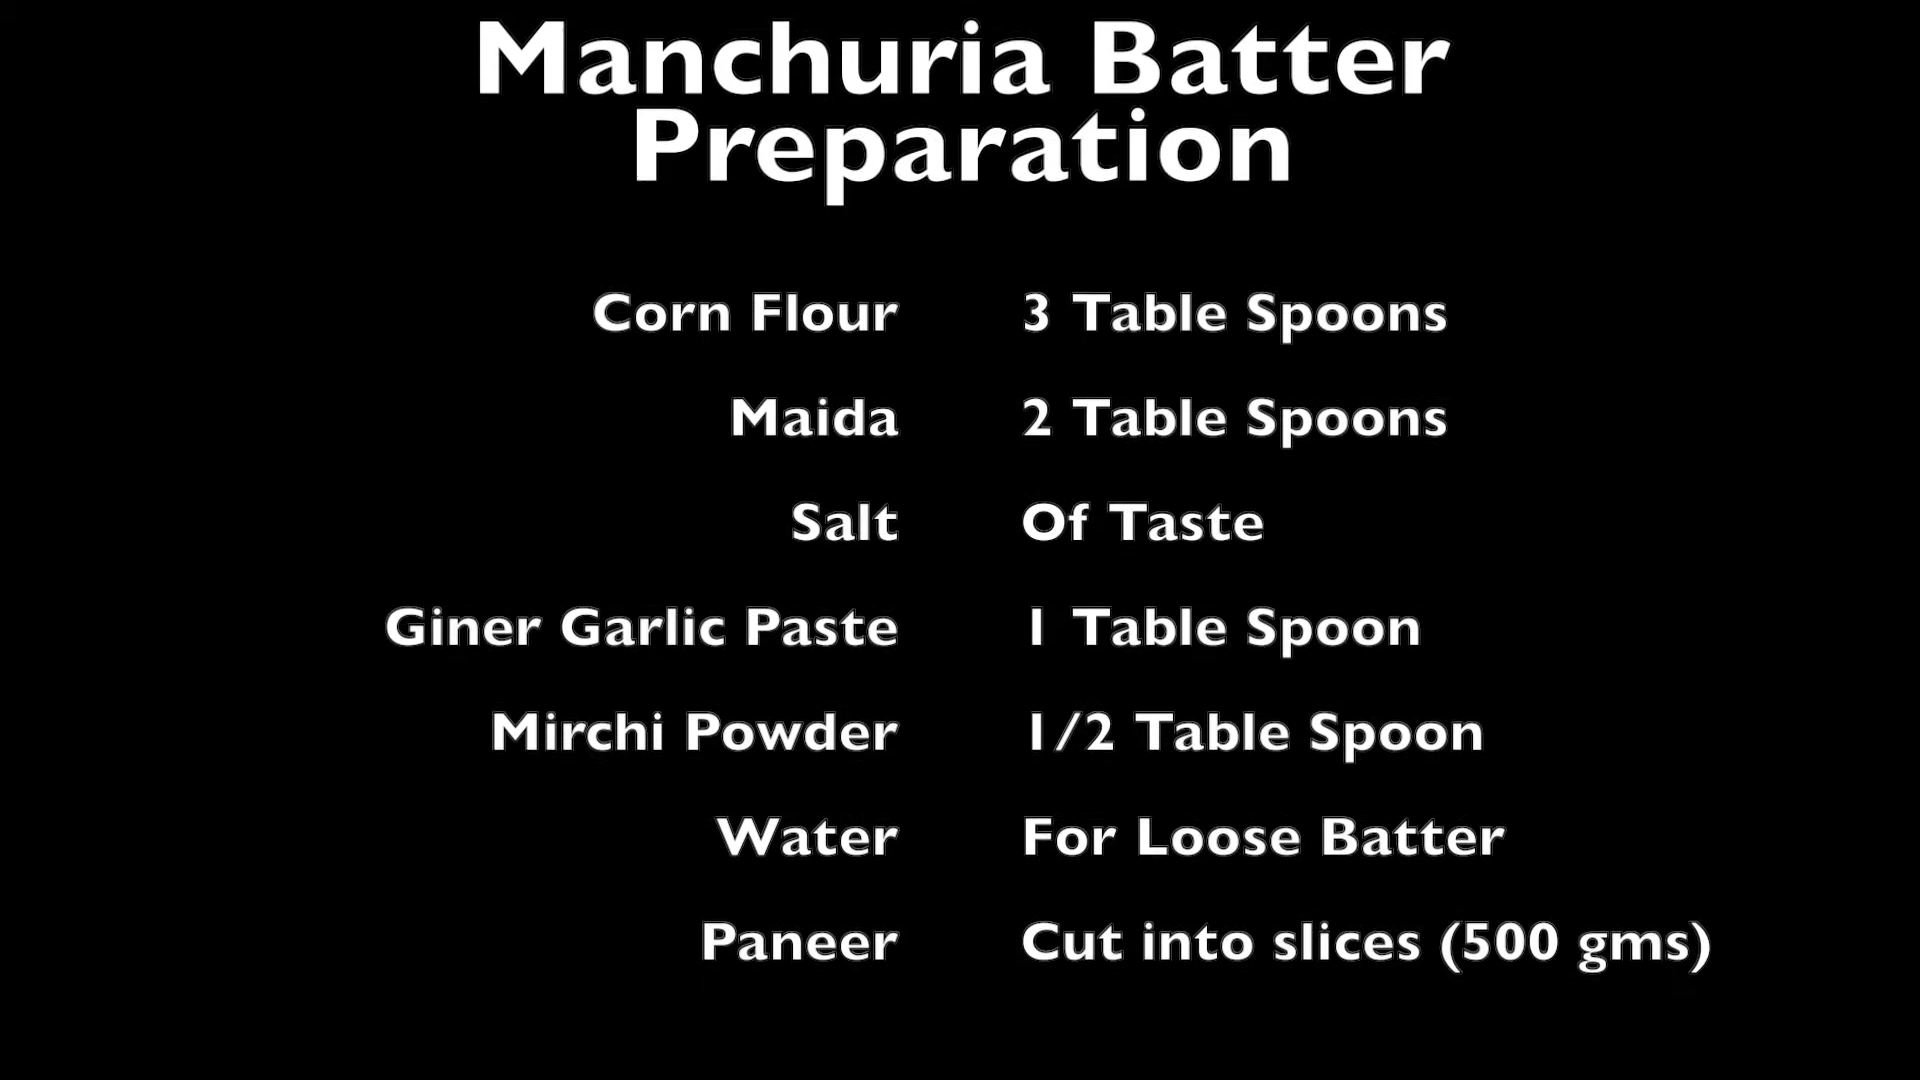 Manchuria Batter
Preparation
Corn Flour 3 Table Spoons
Maida 2 Table Spoons
Salt Of Taste
Giner Garlic Paste 1 Table Spoon
Mirchi Powder 1/2 Table Spoon
Water For Loose Batter
Paneer Cut into slices (500 gms)